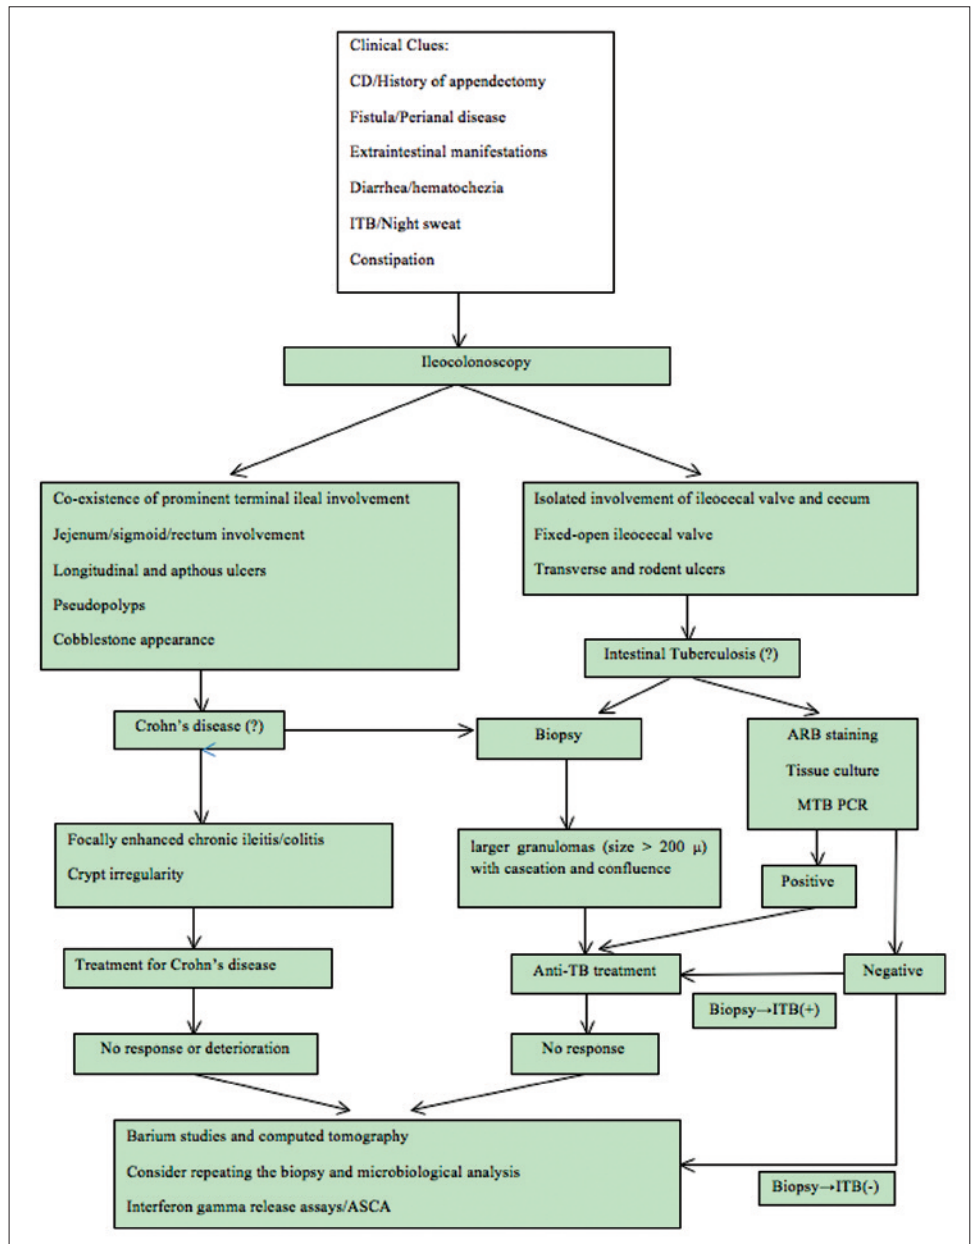 Clinical Clues:
CD/History of appendectomy
Fistula/Perianal disease
Extraintestinal manifestations
Diarrhea/hematochezia
ITB/Night sweat
Constipation
Ileocolonoscopy
Co-existence of prominent terminal ileal involvement
Jejenum/sigmoid/rectum involvement
Longitudinal and apthous ulcers
Pseudopolyps
Cobblestone appearance
Isolated involvement of ileocecal valve and cecum
Fixed-open ileocecal valve
Transverse and rodent ulcers
Intestinal Tuberculosis (?)
Crohn's disease (?)
Biopsy
ARB staining
Tissue culture
MTB PCR
Focally enhanced chronic ileitis/colitis
Crypt irregularity
larger granulomas (size > 200 µ)
with caseation and confluence
Positive
Treatment for Crohn's disease
Anti-TB treatment
Negative
Biopsy→ITB(+)
No response or deterioration
No response
Barium studies and computed tomography
Consider repeating the biopsy and microbiological analysis
Interferon gamma release assays/ASCA
Biopsy→ITB(-)